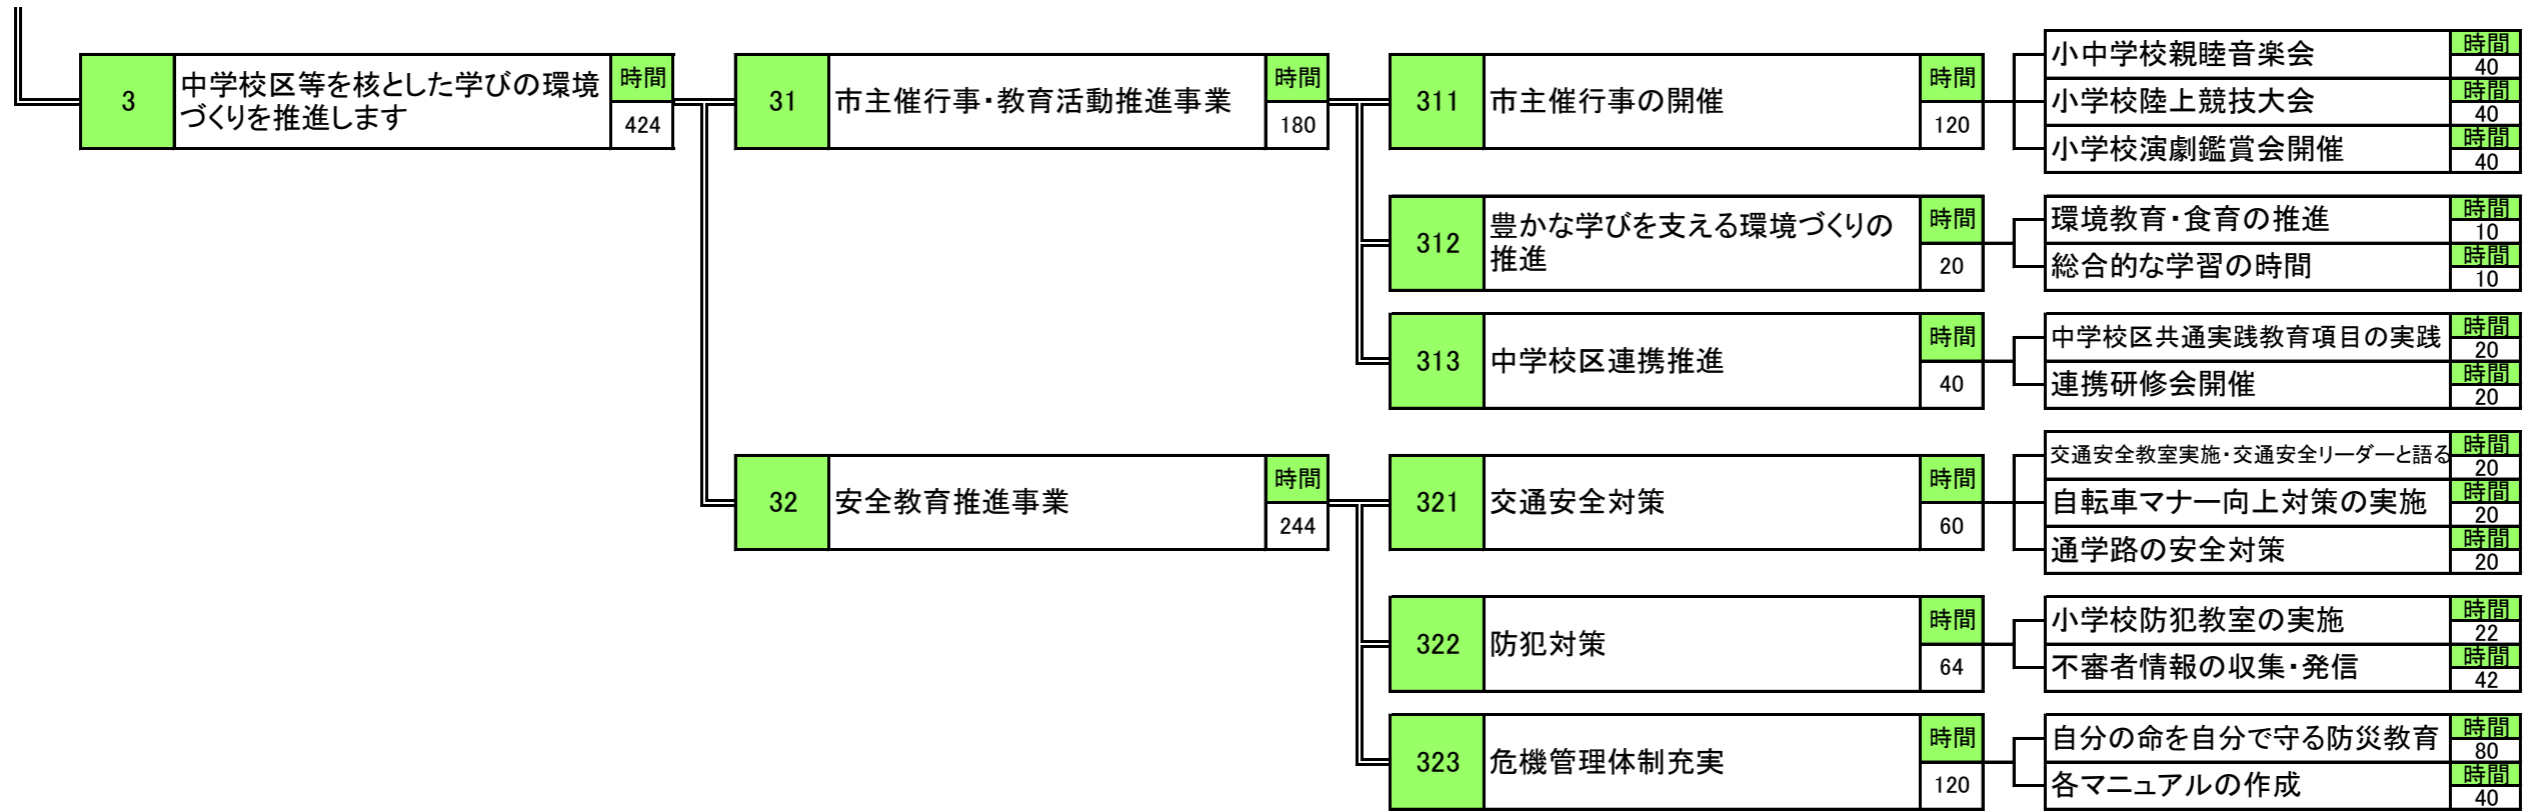 3
中学校区等を核とした学びの環境
づくりを推進します
時間
424
31
市主催行事・教育活動推進事業
時間
180
311
市主催行事の開催
時間
120
小中学校親睦音楽会
時間
40
小学校陸上競技大会
時間
40
小学校演劇鑑賞会開催
時間
40
312
豊かな学びを支える環境づくりの
推進
時間
20
環境教育・食育の推進
時間
10
総合的な学習の時間
時間
10
313
中学校区連携推進
時間
40
中学校区共通実践教育項目の実践
時間
20
連携研修会開催
時間
20
32
安全教育推進事業
時間
244
321
交通安全対策
時間
60
交通安全教室実施・交通安全リーダーと語る
時間
20
自転車マナー向上対策の実施
時間
20
通学路の安全対策
時間
20
322
防犯対策
時間
64
小学校防犯教室の実施
時間
22
不審者情報の収集・発信
時間
42
323
危機管理体制充実
時間
120
自分の命を自分で守る防災教育
時間
80
各マニュアルの作成
時間
40